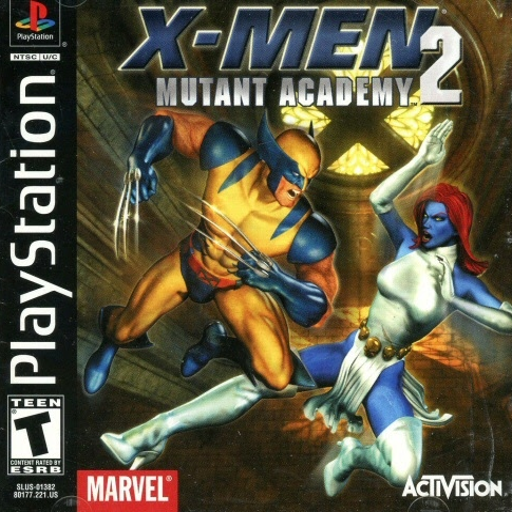 PlayStation
NTSC U/C
PlayStation
X-MEN
MUTANT ACADEMY 2
TEEN
T
CONTENT RATED BY
ESRB
SLUS-01382
80177.221.US
MARVEL
ACTIVISION